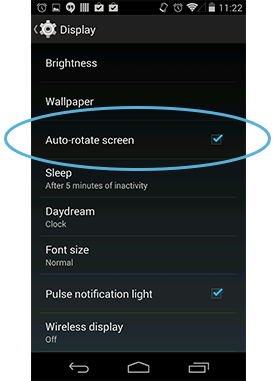 11:22
Display
Brightness
Wallpaper
Auto-rotate screen
Sleep
After 5 minutes of inactivity
Daydream
Clock
Font size
Normal
Pulse notification light
Wireless display
Off